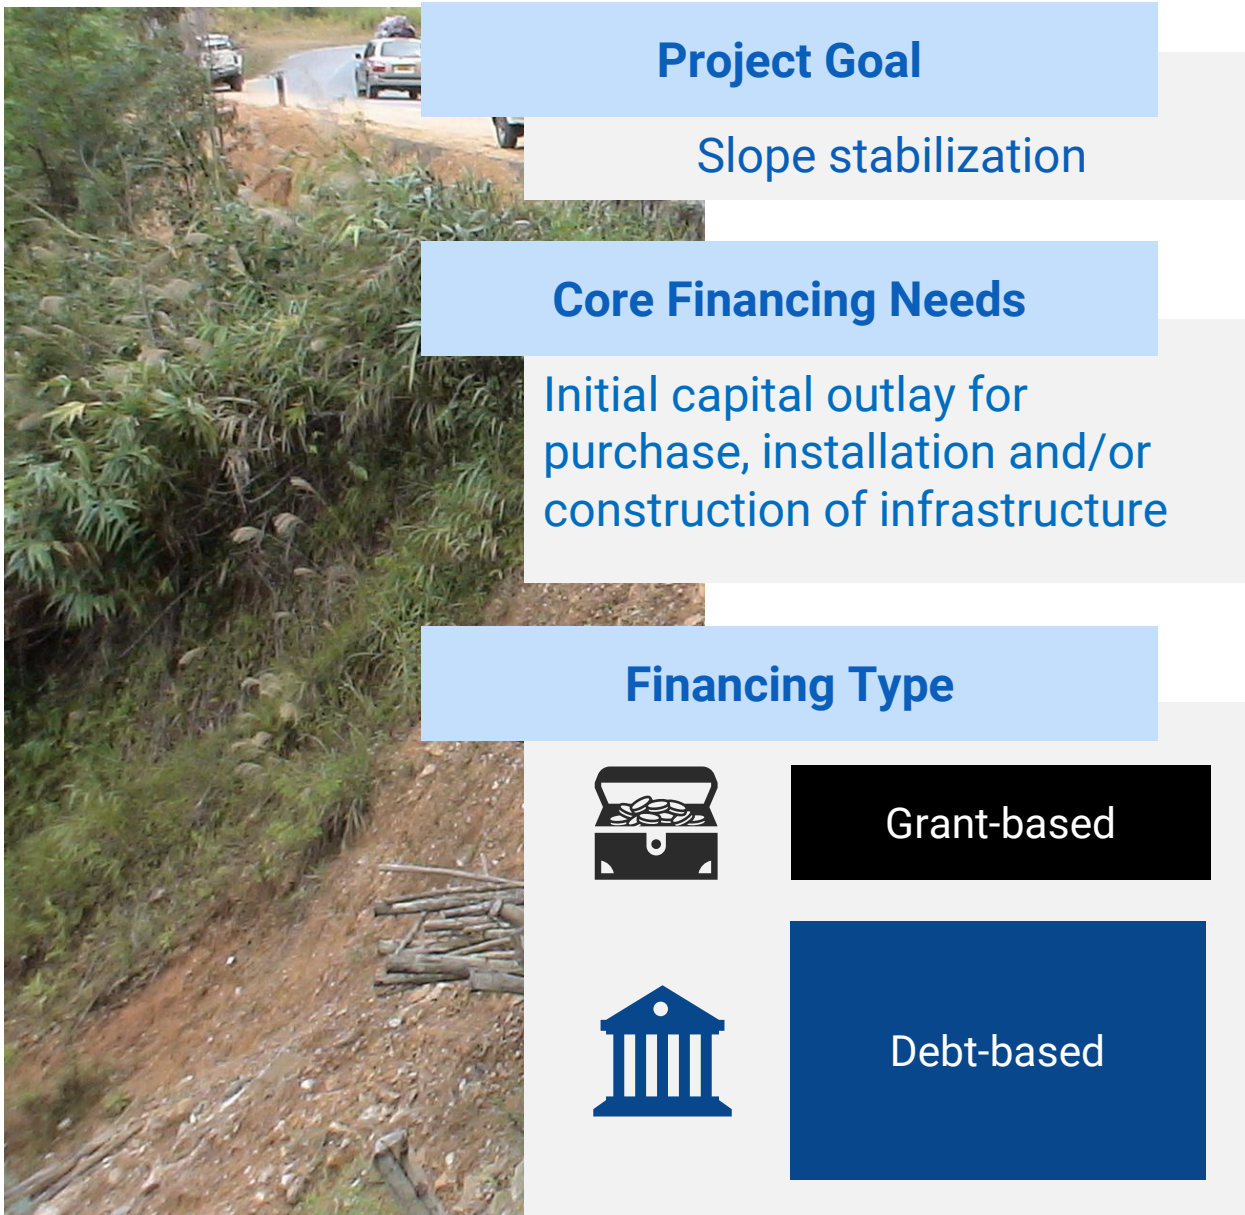 Project Goal
Slope stabilization
Core Financing Needs
Initial capital outlay for
purchase, installation and/or
construction of infrastructure
Financing Type
Grant-based
Debt-based